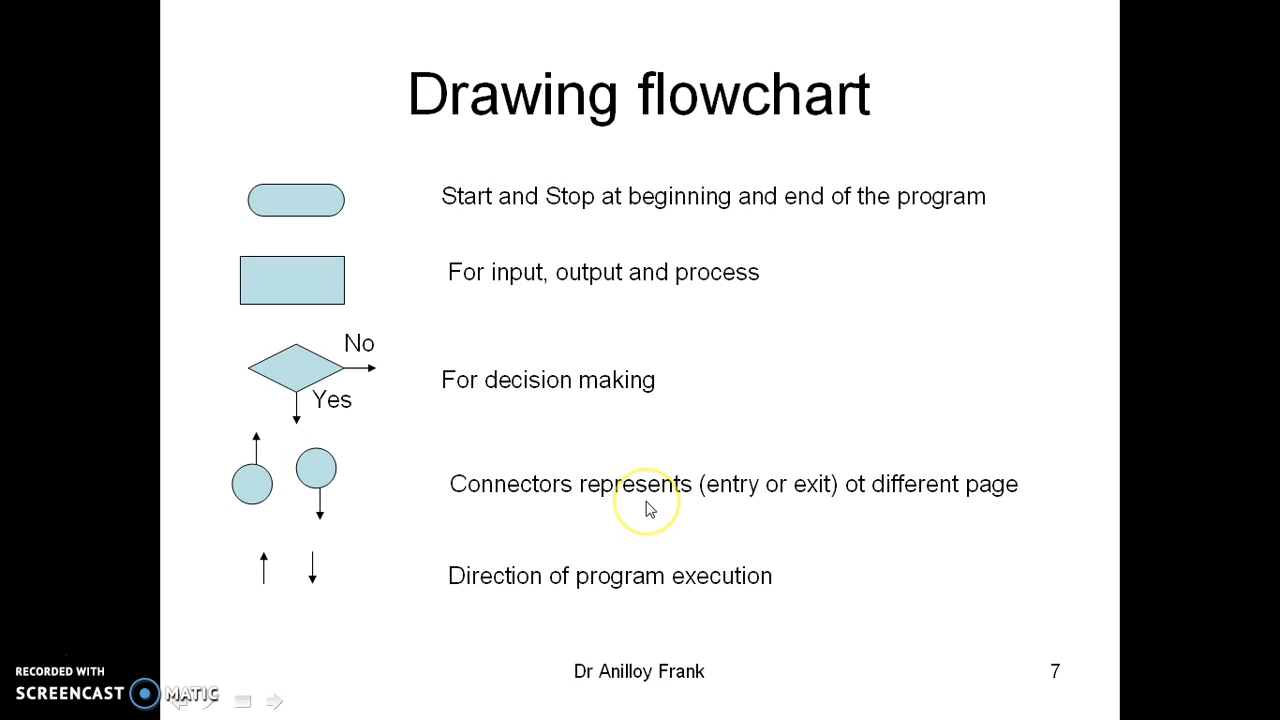 Drawing flowchart
Start and Stop at beginning and end of the program
For input, output and process
No
For decision making
Yes
Connectors represents (entry or exit) ot different page
Direction of program execution
Dr Anilloy Frank
7
RECORDED WITH
SCREENCAST MATIC